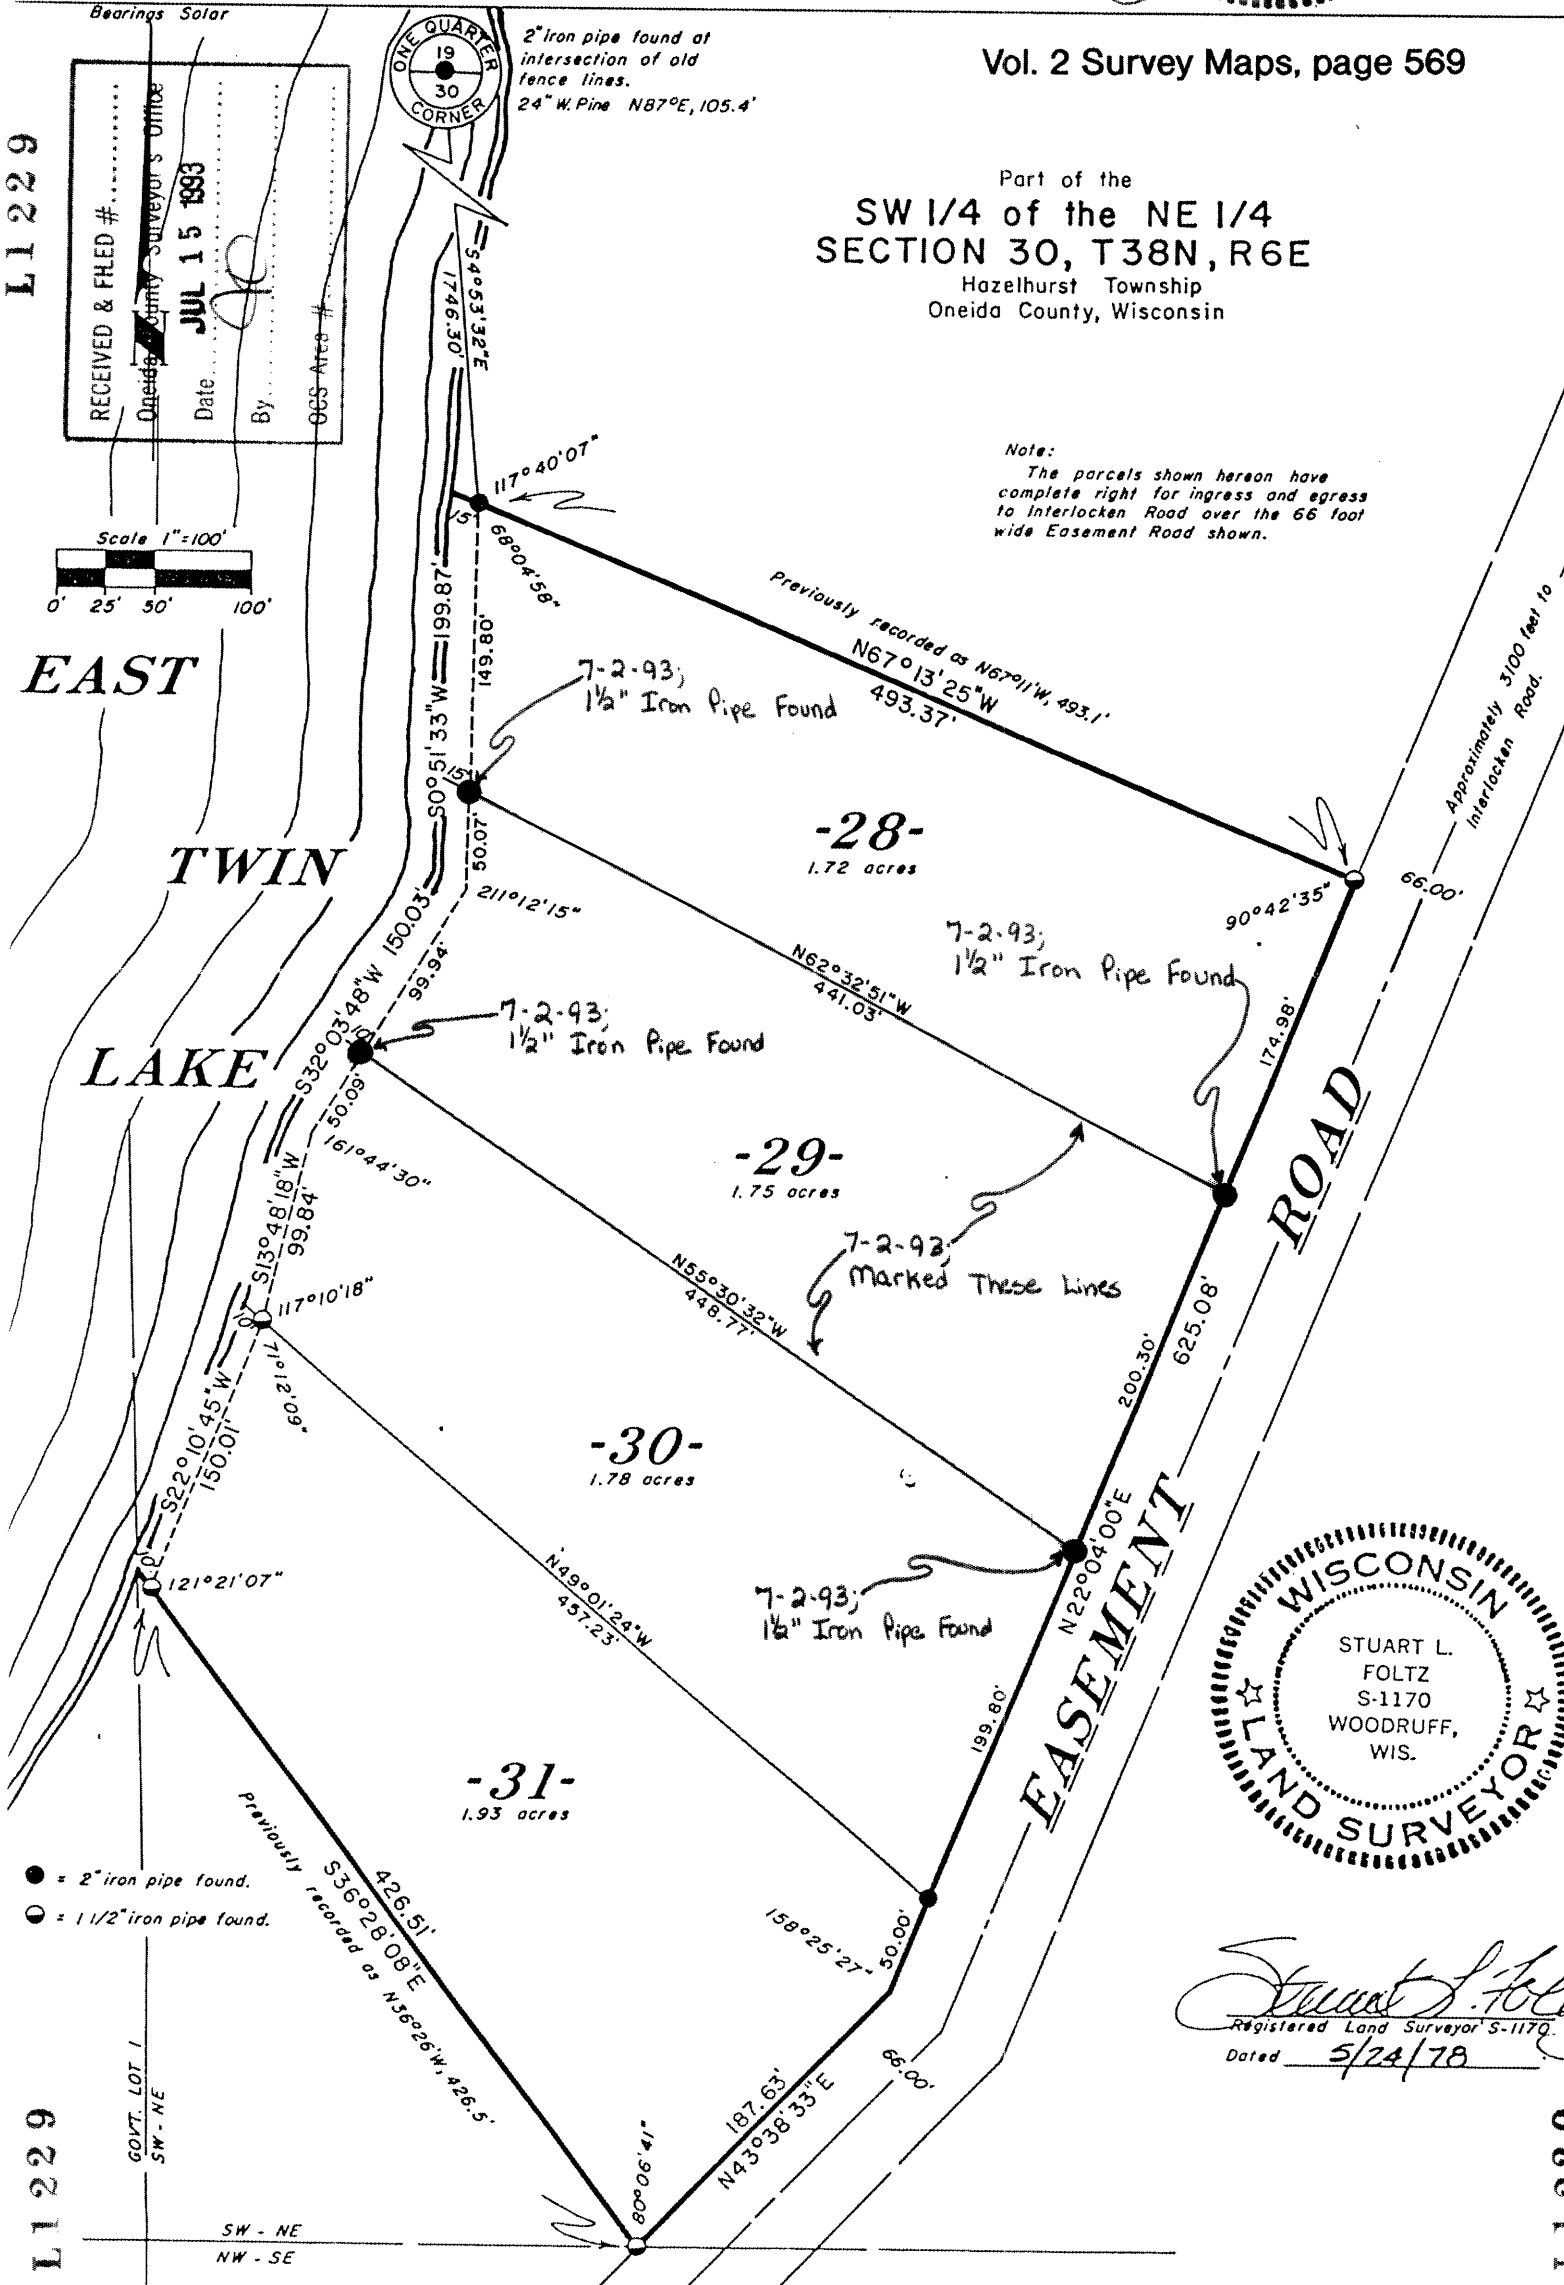 Bearings Solar
Vol. 2 Survey Maps, page 569
L1229
RECEIVED & FILED #
Oneida County Surveyor's Office
Date JUL 15 1993
By
OCS Area #
N
ONE QUARTER
19
30
CORNER
2" iron pipe found at
intersection of old
fence lines.
24" W. Pine N87°E, 105.4'
Part of the
SW 1/4 of the NE 1/4
SECTION 30, T38N, R6E
Hazelhurst Township
Oneida County, Wisconsin
S4°53'32"E
1746.30'
Note:
The parcels shown hereon have
complete right for ingress and egress
to Interlocken Road over the 66 foot
wide Easement Road shown.
Scale 1"=100'
0' 25' 50' 100'
117°40'07"
15'
68°04'58"
S0°51'33"W 199.87'
149.80'
Previously recorded as N67°11'W, 493.1'
N67°13'25"W
493.37'
Approximately 3100 feet to
Interlocken Road.
EAST
TWIN
LAKE
7-2-93;
1½" Iron Pipe Found
15'
50.07'
211°12'15"
-28-
1.72 acres
90°42'35"
66.00'
S32°03'48"W 150.03'
99.94'
N62°32'51"W
441.03'
7-2-93;
1½" Iron Pipe Found
174.98'
7-2-93;
1½" Iron Pipe Found
10'
50.09'
161°44'30"
-29-
1.75 acres
S13°48'18"W
99.84'
7-2-93;
Marked These Lines
N55°30'32"W
448.77'
ROAD
200.30'
625.08'
10'
117°10'18"
71°12'09"
S22°10'45"W
150.01'
-30-
1.78 acres
N22°04'00"E
EASEMENT
10'
121°21'07"
N49°01'24"W
457.23'
7-2-93;
1½" Iron Pipe Found
199.80'
WISCONSIN
LAND SURVEYOR
STUART L.
FOLTZ
S-1170
WOODRUFF,
WIS.
-31-
1.93 acres
426.51'
S36°28'08"E
Previously recorded as N36°26'W, 426.5'
= 2" iron pipe found.
= 1 1/2" iron pipe found.
158°25'27"
50.00'
66.00'
187.63'
N43°38'33"E
80°06'41"
Stuart L. Foltz
Registered Land Surveyor S-1170
Dated 5/24/78
GOVT. LOT 1
SW - NE
SW - NE
NW - SE
L1229